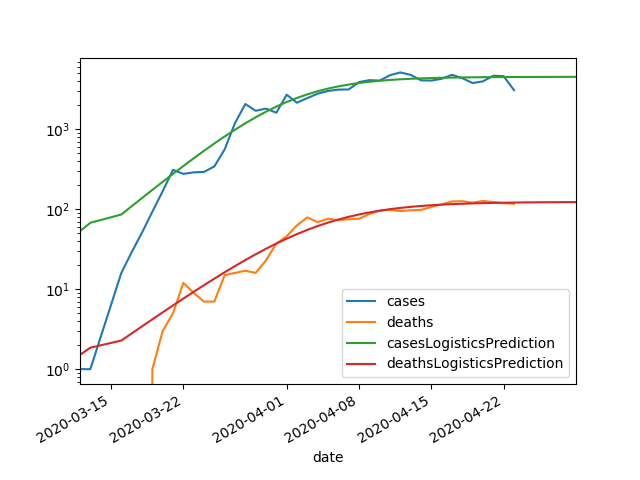 10³
10²
10¹
10⁰
cases
deaths
casesLogisticsPrediction
deathsLogisticsPrediction
2020-03-15
2020-03-22
2020-04-01
2020-04-08
2020-04-15
2020-04-22
date